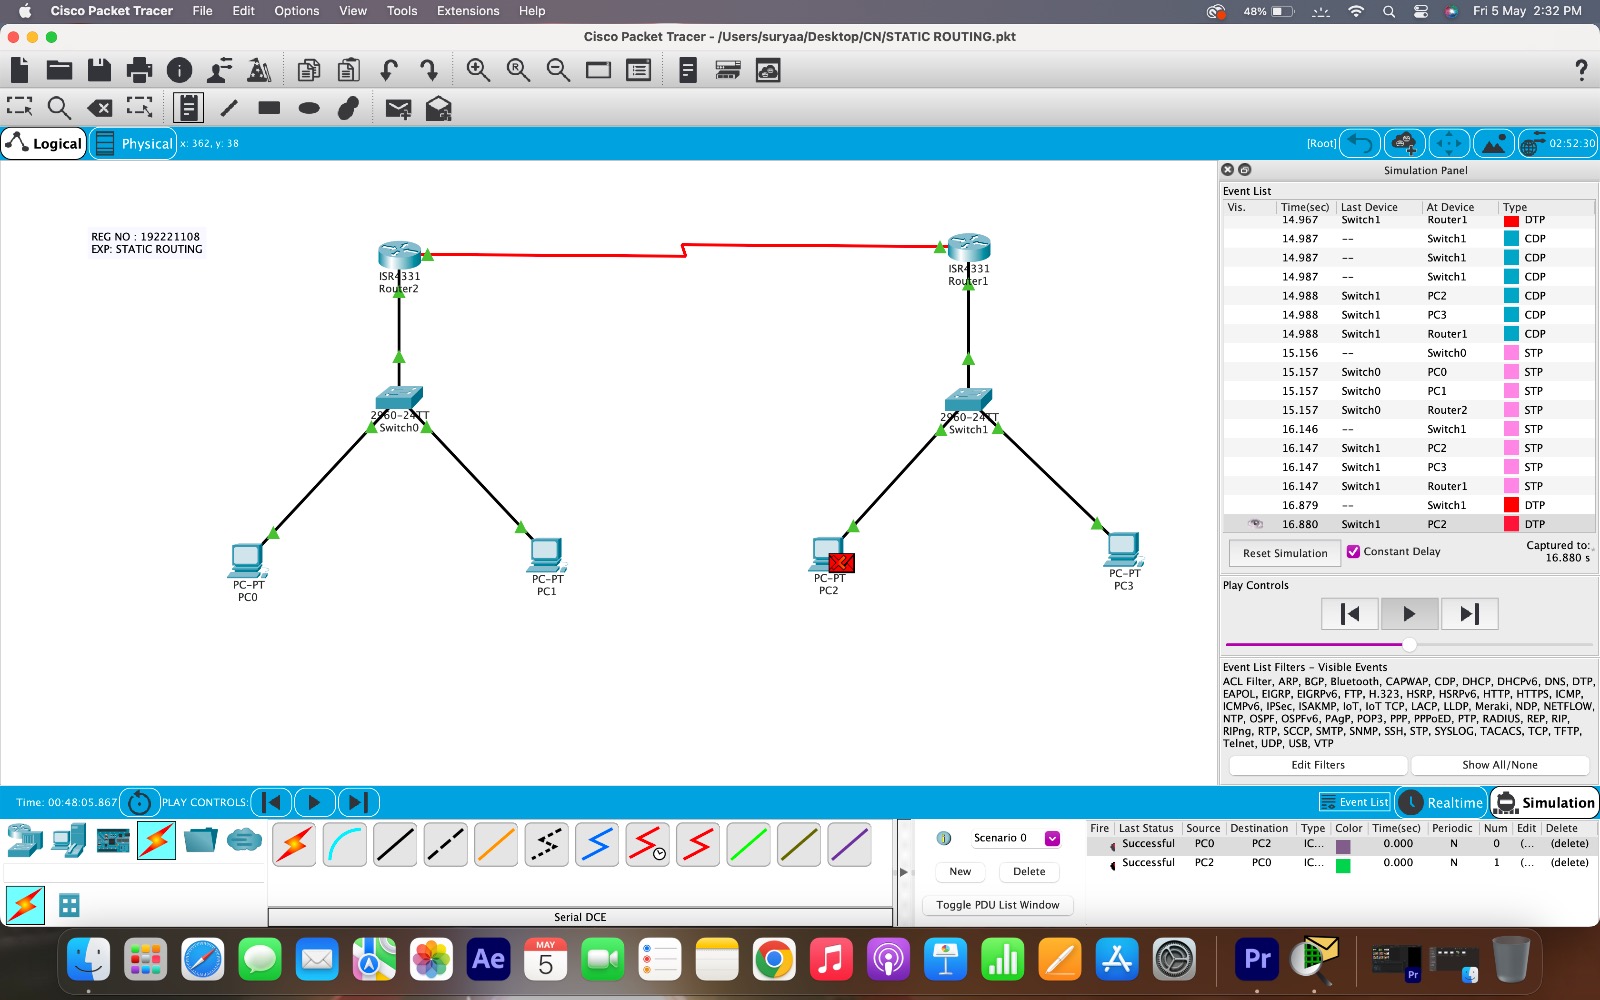 Cisco Packet Tracer File Edit Options View Tools Extensions Help 48% Fri 5 May 2:32 PM
Cisco Packet Tracer - /Users/suryaa/Desktop/CN/STATIC ROUTING.pkt
Logical Physical x: 362, y: 38 [Root] 02:52:30
REG NO : 192221108
EXP: STATIC ROUTING
ISR4331
Router2
ISR4331
Router1
2960-24TT
Switch0
2960-24TT
Switch1
PC-PT
PC0
PC-PT
PC1
PC-PT
PC2
PC-PT
PC3
Simulation Panel
Event List
Vis. Time(sec) Last Device At Device Type
14.967 Switch1 Router1 DTP
14.987 -- Switch1 CDP
14.987 -- Switch1
14.987 -- Switch1 CDP
14.988 Switch1 PC2 CDP
14.988 Switch1 PC3 CDP
14.988 Switch1 Router1 CDP
15.156 -- Switch0 STP
15.157 Switch0 PC0 STP
15.157 Switch0 PC1 STP
15.157 Switch0 Router2 STP
16.146 -- Switch1 STP
16.147 Switch1 PC2 STP
16.147 Switch1 PC3 STP
16.147 Switch1 Router1 STP
16.879 -- Switch1 DTP
16.880 Switch1 PC2 DTP
Reset Simulation Constant Delay Captured to:
16.880 s
Play Controls
Event List Filters - Visible Events
ACL Filter, ARP, BGP, Bluetooth, CAPWAP, CDP, DHCP, DHCPv6, DNS, DTP,
EAPOL, EIGRP, EIGRPv6, FTP, H.323, HSRP, HSRPv6, HTTP, HTTPS, ICMP,
ICMPv6, IPSec, ISAKMP, IoT, IoT TCP, LACP, LLDP, Meraki, NDP, NETFLOW,
NTP, OSPF, OSPFv6, PAgP, POP3, PPP, PPPoED, PTP, RADIUS, REP, RIP,
RIPng, RTP, SCCP, SMTP, SNMP, SSH, STP, SYSLOG, TACACS, TCP, TFTP,
Telnet, UDP, USB, VTP
Edit Filters Show All/None
Time: 00:48:05.867 PLAY CONTROLS: Event List Realtime Simulation
Scenario 0
New Delete
Toggle PDU List Window
Fire Last Status Source Destination Type Color Time(sec) Periodic Num Edit Delete
Successful PC0 PC2 IC... 0.000 N 0 (... (delete)
Successful PC2 PC0 IC... 0.000 N 1 (... (delete)
Serial DCE
Ae
MAY
5
Pr
Pr